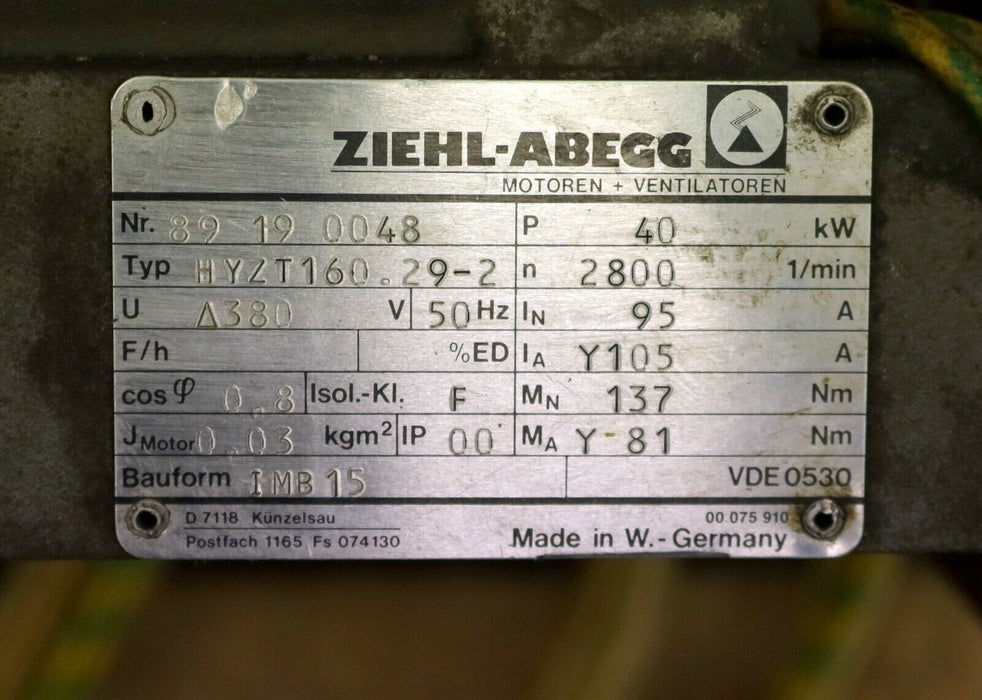 ZIEHL-ABEGG
MOTOREN + VENTILATOREN
Nr. 89 19 0048 P 40 kW
Typ HYZT160.29-2 n 2800 1/min
U Δ380 V 50 Hz IN 95 A
F/h %ED IA Y105 A
cos φ 0,8 Isol.-Kl. F MN 137 Nm
JMotor 0,03 kgm² IP 00 MA Y 81 Nm
Bauform IMB15 VDE 0530
D 7118 Künzelsau 00 075 910
Postfach 1165 Fs 074130 Made in W.-Germany